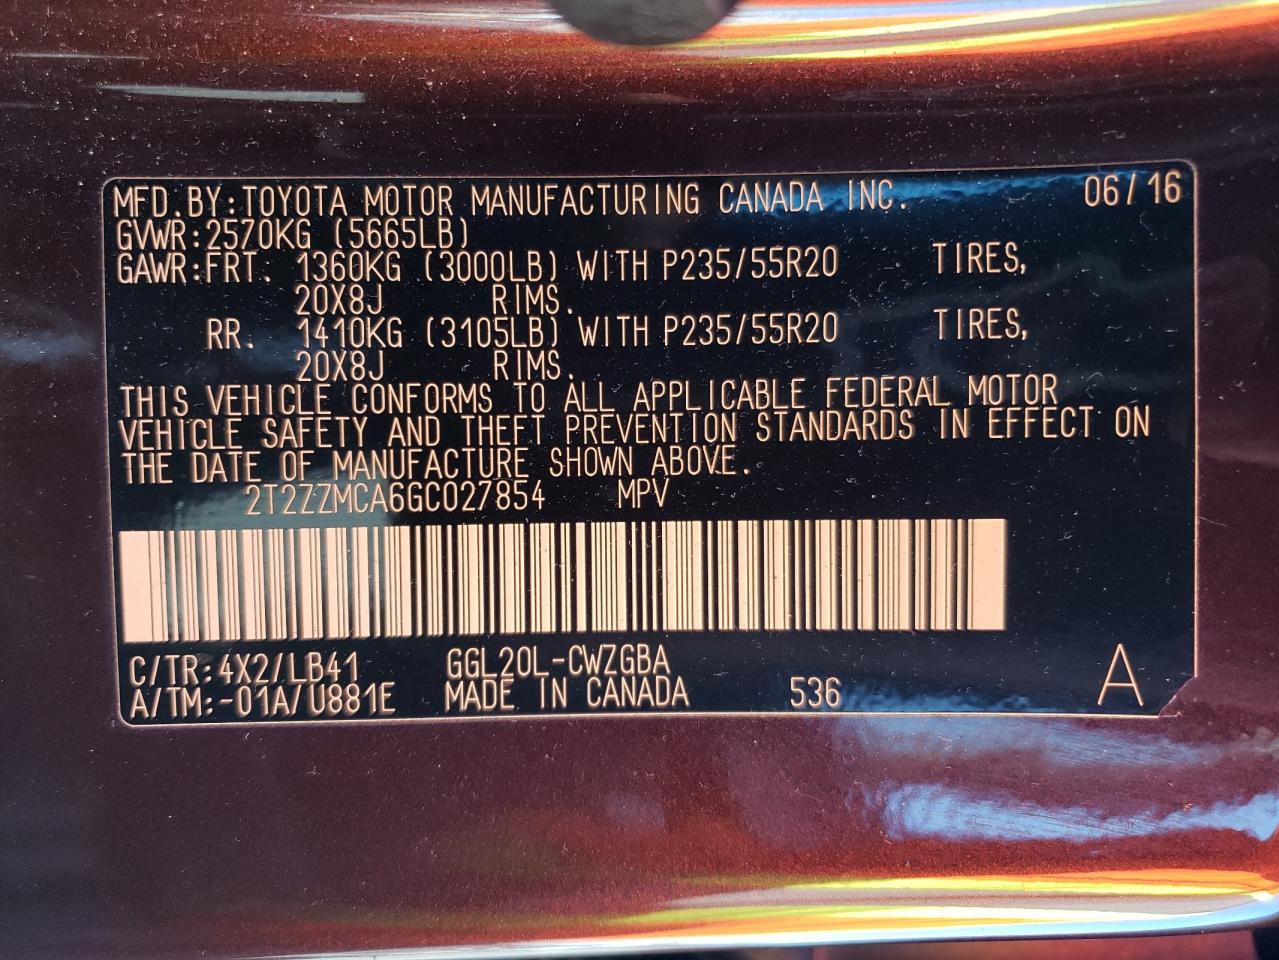 MFD.BY:TOYOTA MOTOR MANUFACTURING CANADA INC. 06/16
GVWR:2570KG (5665LB)
GAWR:FRT. 1360KG (3000LB) WITH P235/55R20 TIRES,
20X8J RIMS.
RR. 1410KG (3105LB) WITH P235/55R20 TIRES,
20X8J RIMS.
THIS VEHICLE CONFORMS TO ALL APPLICABLE FEDERAL MOTOR
VEHICLE SAFETY AND THEFT PREVENTION STANDARDS IN EFFECT ON
THE DATE OF MANUFACTURE SHOWN ABOVE.
2T2ZZMCA6GC027854 MPV
C/TR:4X2/LB41 GGL20L-CWZGBA
A/TM:-01A/U881E MADE IN CANADA 536 A